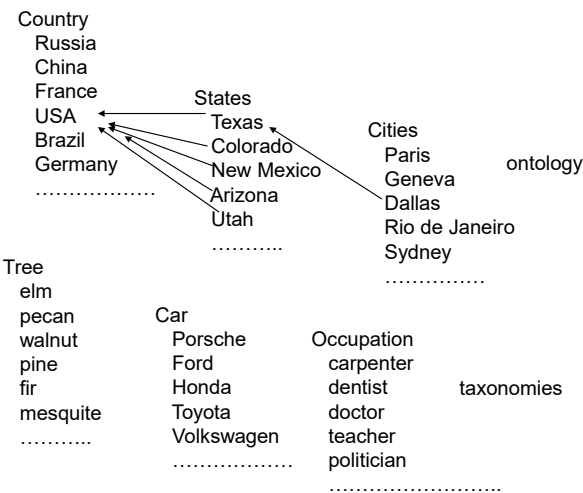 Country
Russia
China
France
USA
Brazil
Germany
………………
States
Texas
Colorado
New Mexico
Arizona
Utah
………..
Cities
Paris
Geneva
Dallas
Rio de Janeiro
Sydney
……………
ontology
Tree
elm
pecan
walnut
pine
fir
mesquite
………..
Car
Porsche
Ford
Honda
Toyota
Volkswagen
………………
Occupation
carpenter
dentist
doctor
teacher
politician
……………………..
taxonomies